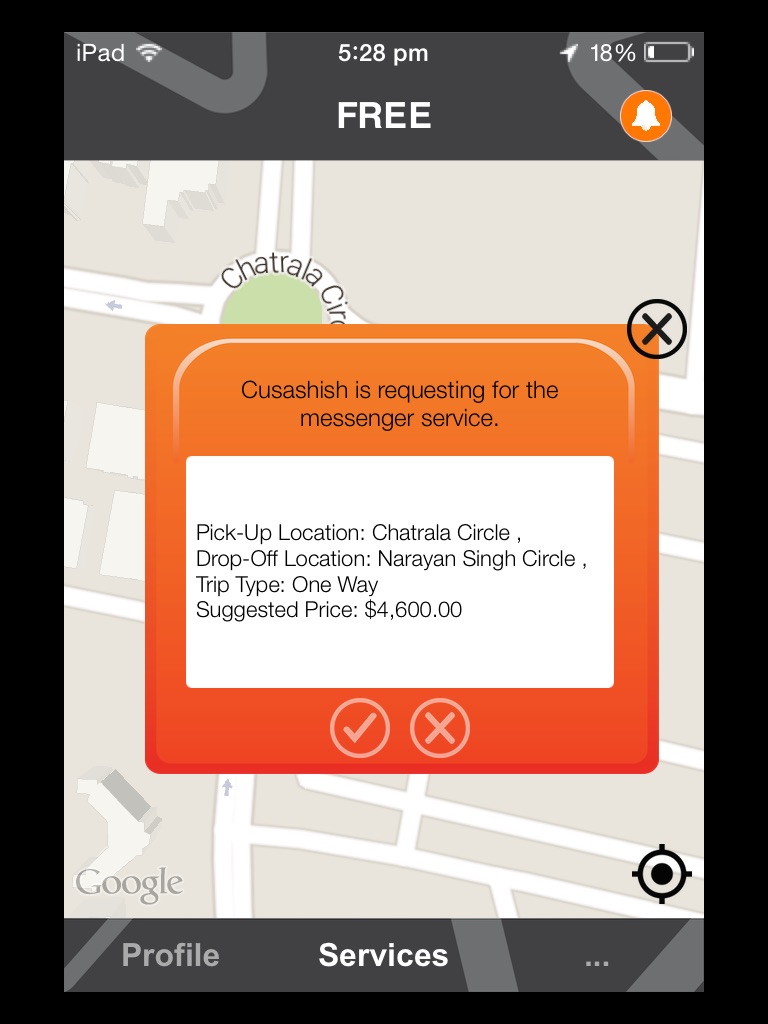 iPad 5:28 pm 18%
FREE
Chatrala Circ
Cusashish is requesting for the
messenger service.
Pick-Up Location: Chatrala Circle ,
Drop-Off Location: Narayan Singh Circle ,
Trip Type: One Way
Suggested Price: $4,600.00
Google
Profile Services ...